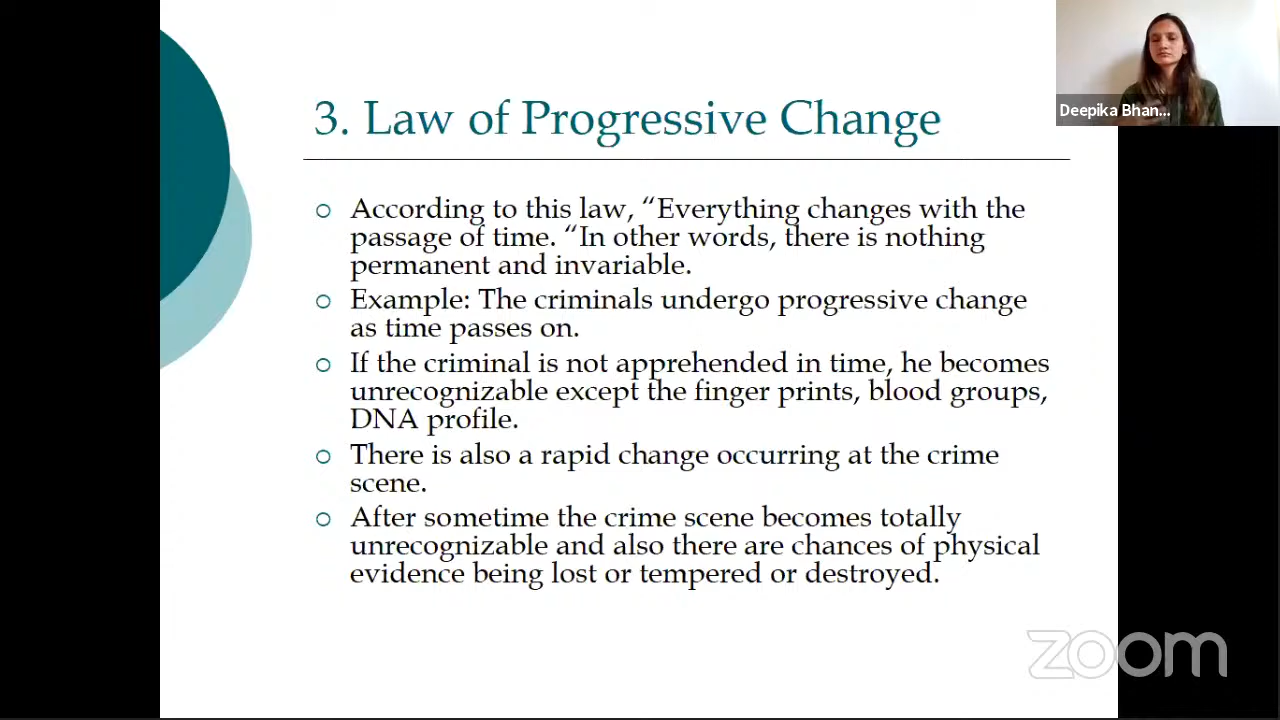 3. Law of Progressive Change
Deepika Bhan...
According to this law, “Everything changes with the
passage of time. “In other words, there is nothing
permanent and invariable.
Example: The criminals undergo progressive change
as time passes on.
If the criminal is not apprehended in time, he becomes
unrecognizable except the finger prints, blood groups,
DNA profile.
There is also a rapid change occurring at the crime
scene.
After sometime the crime scene becomes totally
unrecognizable and also there are chances of physical
evidence being lost or tempered or destroyed.
zoom